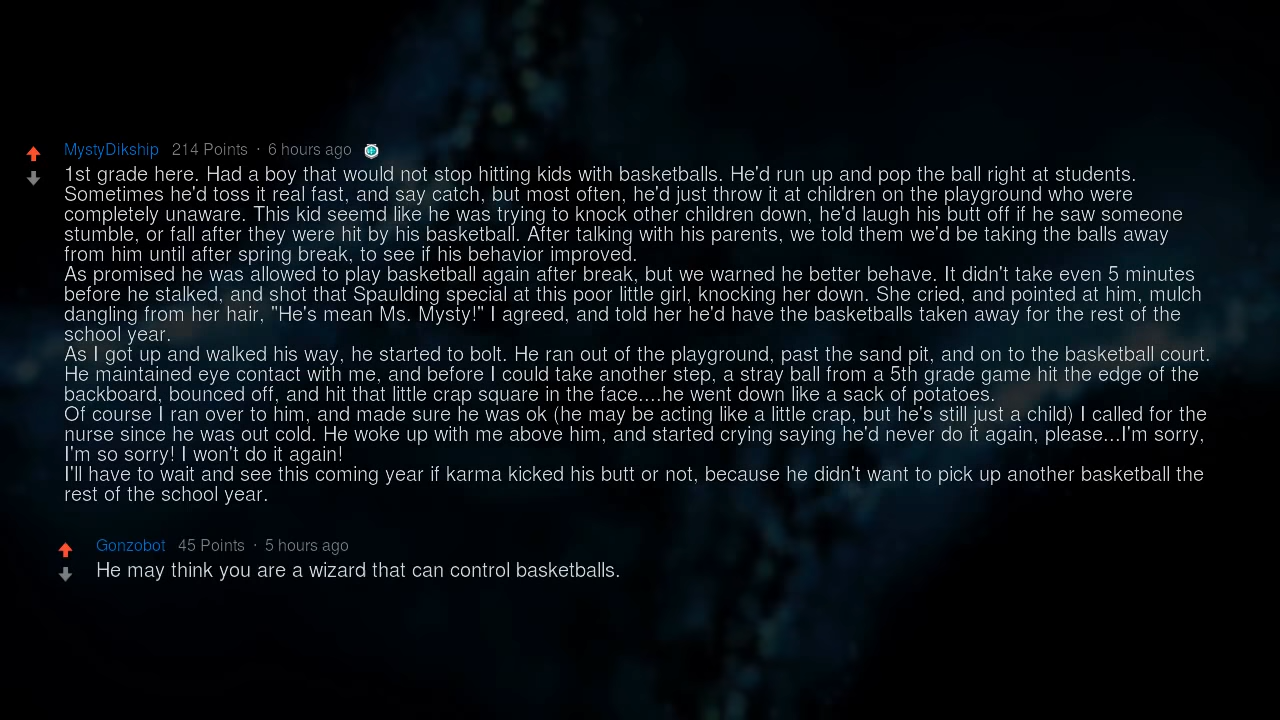 MystyDikship 214 Points · 6 hours ago
1st grade here. Had a boy that would not stop hitting kids with basketballs. He'd run up and pop the ball right at students.
Sometimes he'd toss it real fast, and say catch, but most often, he'd just throw it at children on the playground who were
completely unaware. This kid seemd like he was trying to knock other children down, he'd laugh his butt off if he saw someone
stumble, or fall after they were hit by his basketball. After talking with his parents, we told them we'd be taking the balls away
from him until after spring break, to see if his behavior improved.
As promised he was allowed to play basketball again after break, but we warned he better behave. It didn't take even 5 minutes
before he stalked, and shot that Spaulding special at this poor little girl, knocking her down. She cried, and pointed at him, mulch
dangling from her hair, "He's mean Ms. Mysty!" I agreed, and told her he'd have the basketballs taken away for the rest of the
school year.
As I got up and walked his way, he started to bolt. He ran out of the playground, past the sand pit, and on to the basketball court.
He maintained eye contact with me, and before I could take another step, a stray ball from a 5th grade game hit the edge of the
backboard, bounced off, and hit that little crap square in the face....he went down like a sack of potatoes.
Of course I ran over to him, and made sure he was ok (he may be acting like a little crap, but he's still just a child) I called for the
nurse since he was out cold. He woke up with me above him, and started crying saying he'd never do it again, please...I'm sorry,
I'm so sorry! I won't do it again!
I'll have to wait and see this coming year if karma kicked his butt or not, because he didn't want to pick up another basketball the
rest of the school year.
Gonzobot 45 Points · 5 hours ago
He may think you are a wizard that can control basketballs.